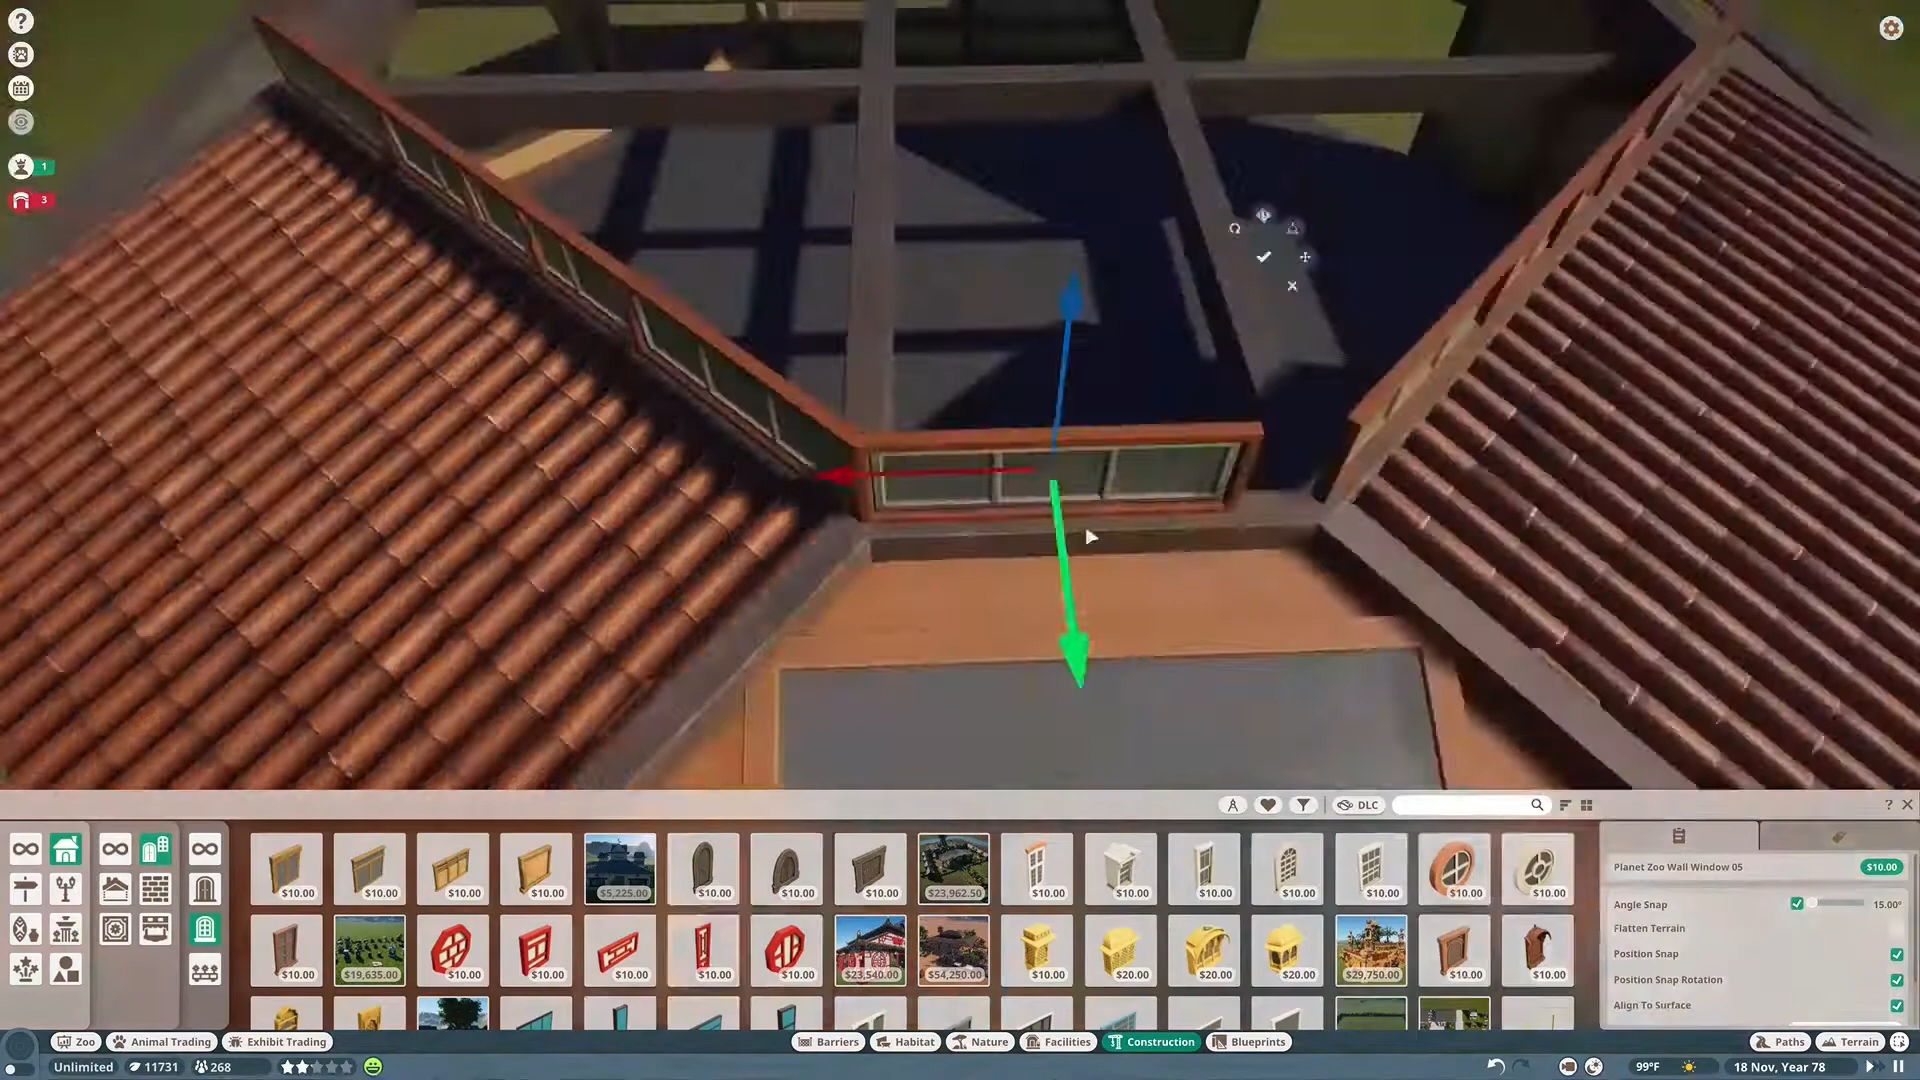 ?
1
3
DLC
?
$10.00 $10.00 $10.00 $10.00 $5,225.00 $10.00 $10.00 $10.00 $23,962.50 $10.00 $10.00 $10.00 $10.00 $10.00 $10.00 $10.00
Planet Zoo Wall Window 05 $10.00
Angle Snap 15.00°
Flatten Terrain
Position Snap
$10.00 $19,635.00 $10.00 $10.00 $10.00 $10.00 $10.00 $23,540.00 $54,250.00 $10.00 $20.00 $20.00 $20.00 $29,750.00 $10.00 $10.00
Position Snap Rotation
Align To Surface
Zoo Animal Trading Exhibit Trading Barriers Habitat Nature Facilities Construction Blueprints Paths Terrain
Unlimited 11731 268 99°F 18 Nov, Year 78